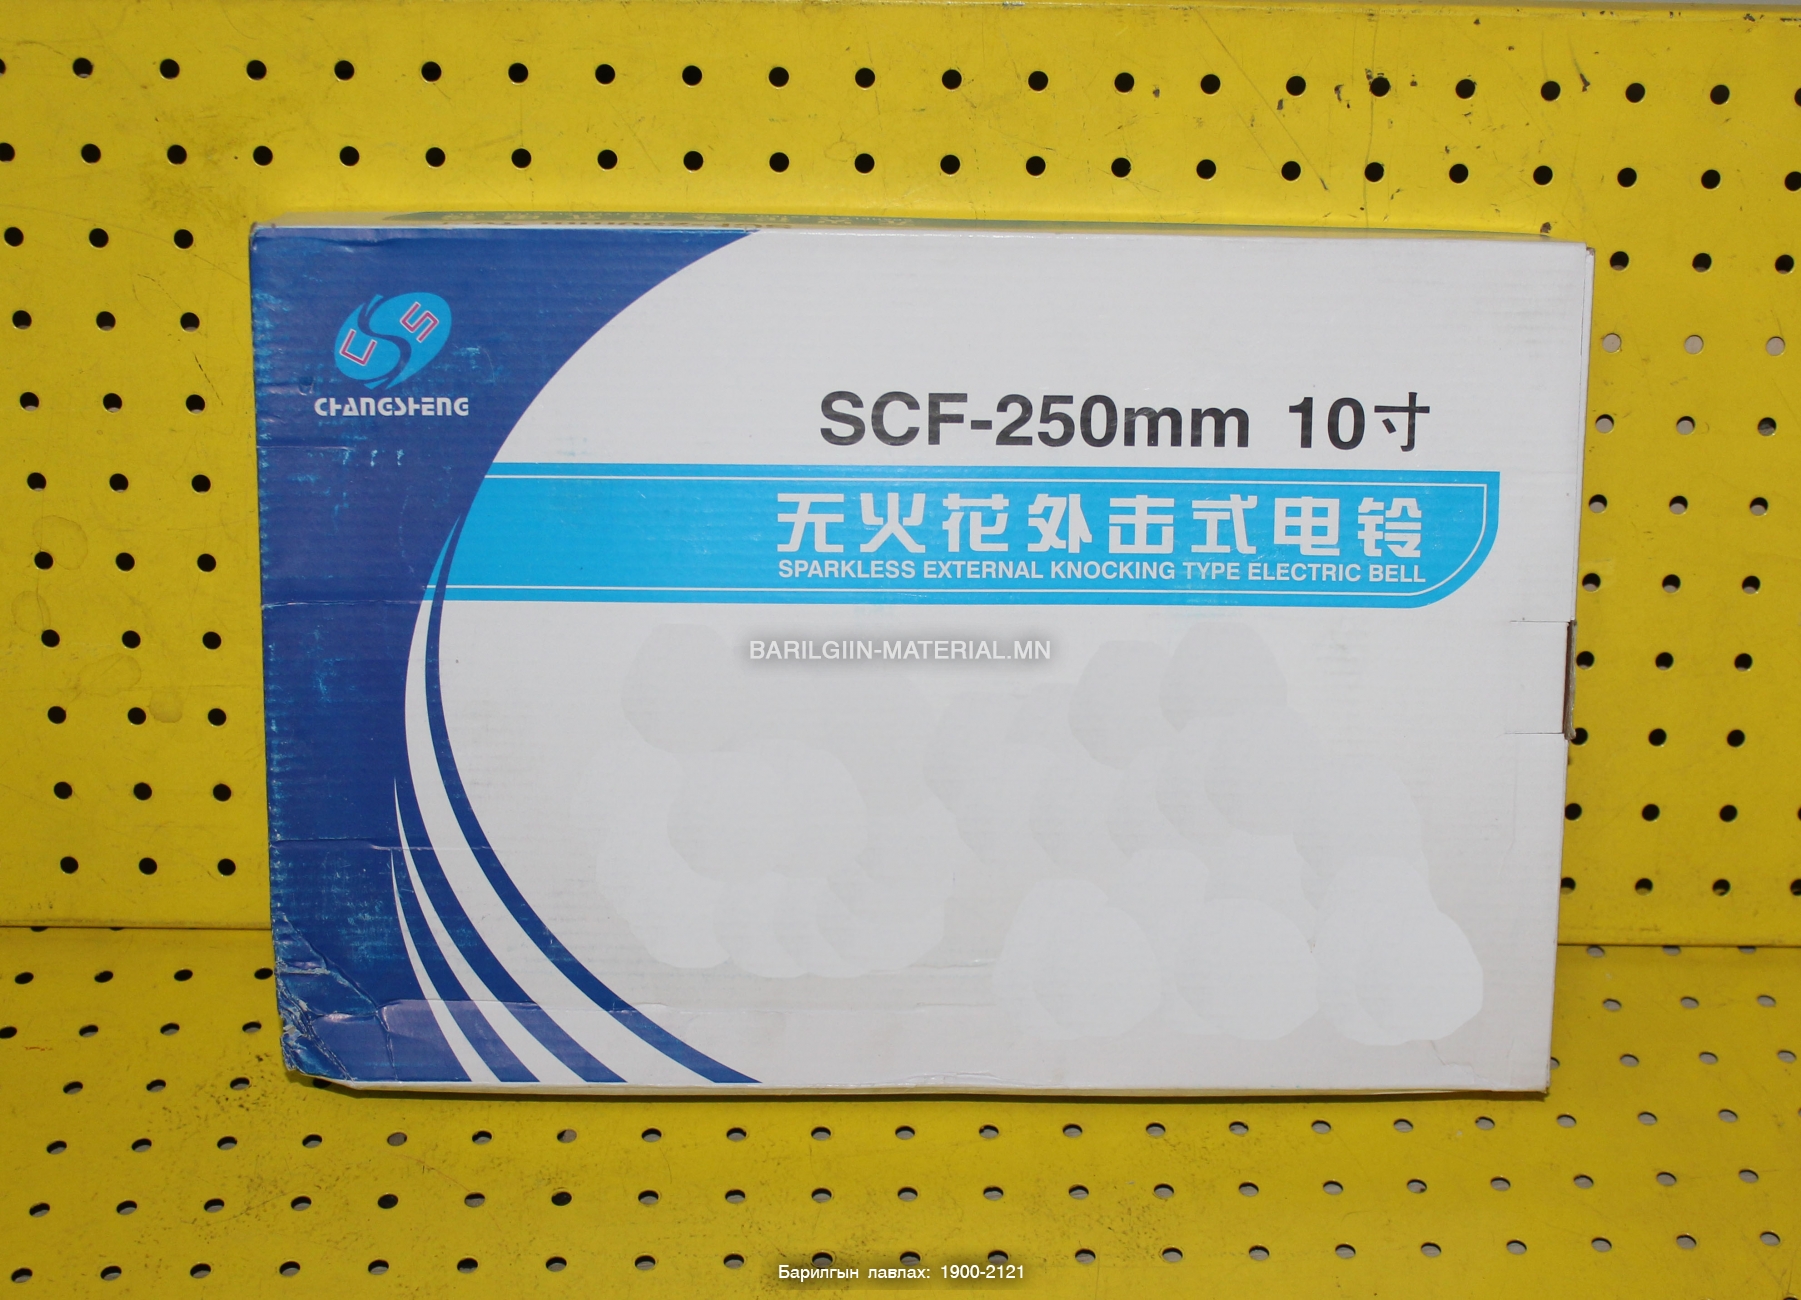 CS
CHANGSHENG
SCF-250mm 10寸
无火花外击式电铃
SPARKLESS EXTERNAL KNOCKING TYPE ELECTRIC BELL
BARILGIIN-MATERIAL.MN
Барилгын лавлах: 1900-2121